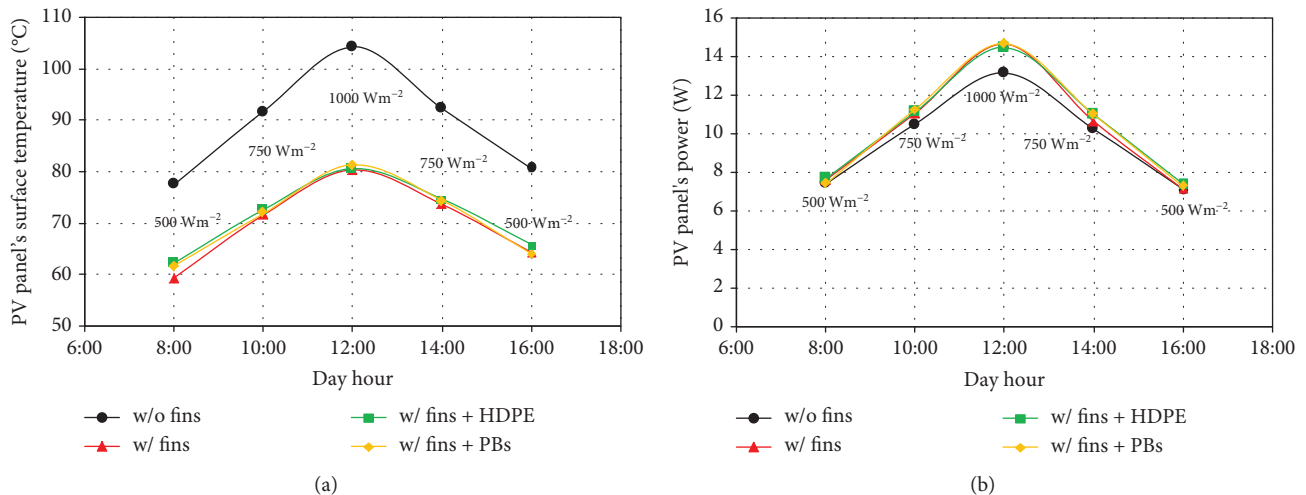 PV panel's surface temperature (°C)
110
100
90
80
70
60
50
1000 Wm⁻²
750 Wm⁻²
750 Wm⁻²
500 Wm⁻²
500 Wm⁻²
6:00 8:00 10:00 12:00 14:00 16:00 18:00
Day hour
w/o fins
w/ fins
w/ fins + HDPE
w/ fins + PBs
(a)
PV panel's power (W)
16
14
12
10
8
6
4
2
0
1000 Wm⁻²
750 Wm⁻²
750 Wm⁻²
500 Wm⁻²
500 Wm⁻²
6:00 8:00 10:00 12:00 14:00 16:00 18:00
Day hour
w/o fins
w/ fins
w/ fins + HDPE
w/ fins + PBs
(b)